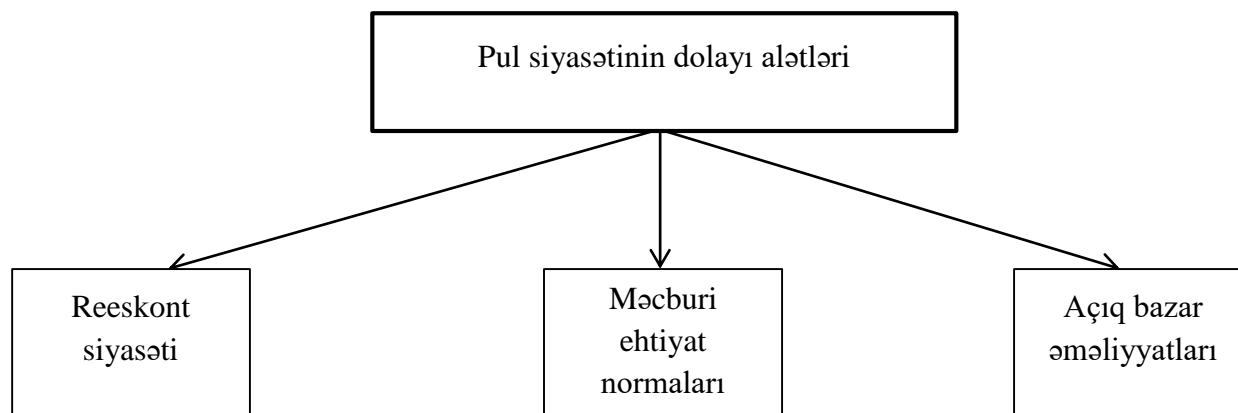 Pul siyasətinin dolayı alətləri
Reeskont
siyasəti
Məcburi
ehtiyat
normaları
Açıq bazar
əməliyyatları